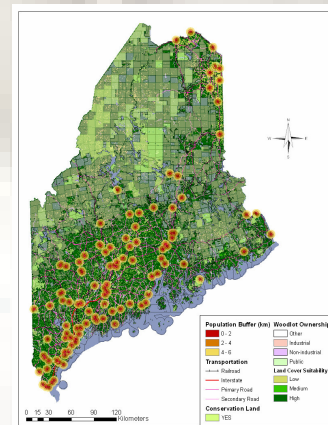 N
W E
S
Population Buffer (km)
0 - 2
2 - 4
4 - 6
Transportation
Railroad
Interstate
Primary Road
Secondary Road
Conservation Land
YES
Woodlot Ownership
Other
Industrial
Non-industrial
Public
Land Cover Suitability
Low
Medium
High
0 15 30 60 90 120
Kilometers